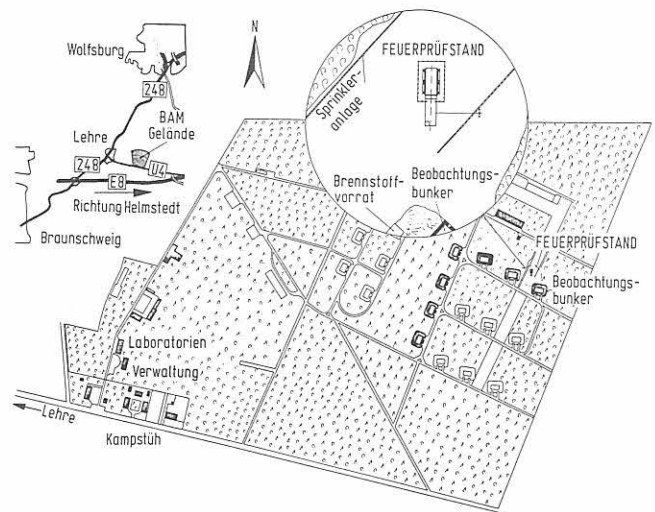 Wolfsburg
248
BAM
Gelände
Lehre
248
U4
E8
Richtung Helmstedt
Braunschweig
N
FEUERPRÜFSTAND
Sprinkler-
anlage
Brennstoff-
vorrat
Beobachtungs-
bunker
FEUERPRÜFSTAND
Beobachtungs-
bunker
Laboratorien
Verwaltung
Lehre
Kampstüh